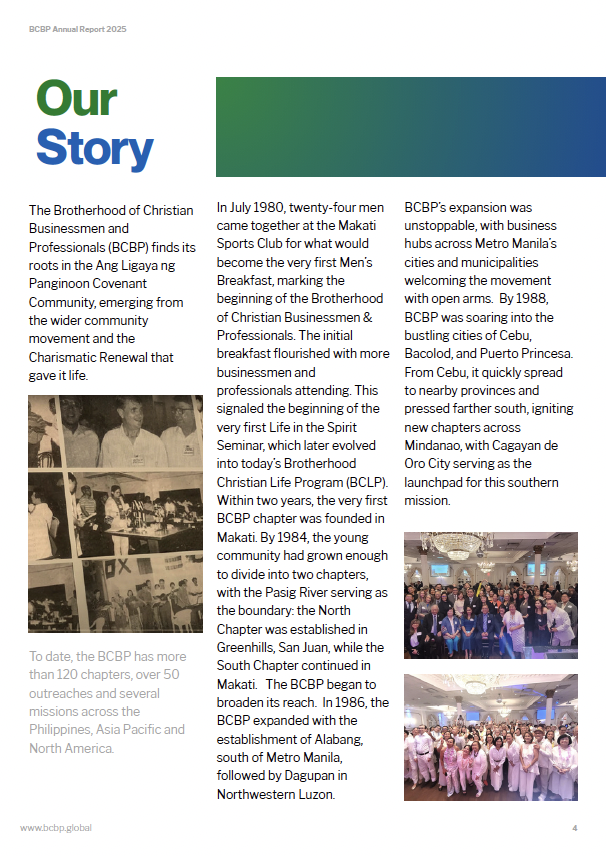 BCBP Annual Report 2025
Our
Story
The Brotherhood of Christian
Businessmen and
Professionals (BCBP) finds its
roots in the Ang Ligaya ng
Panginoon Covenant
Community, emerging from
the wider community
movement and the
Charismatic Renewal that
gave it life.
To date, the BCBP has more
than 120 chapters, over 50
outreaches and several
missions across the
Philippines, Asia Pacific and
North America.
In July 1980, twenty-four men
came together at the Makati
Sports Club for what would
become the very first Men's
Breakfast, marking the
beginning of the Brotherhood
of Christian Businessmen &
Professionals. The initial
breakfast flourished with more
businessmen and
professionals attending. This
signaled the beginning of the
very first Life in the Spirit
Seminar, which later evolved
into today's Brotherhood
Christian Life Program (BCLP).
Within two years, the very first
BCBP chapter was founded in
Makati. By 1984, the young
community had grown enough
to divide into two chapters,
with the Pasig River serving as
the boundary: the North
Chapter was established in
Greenhills, San Juan, while the
South Chapter continued in
Makati.   The BCBP began to
broaden its reach.  In 1986, the
BCBP expanded with the
establishment of Alabang,
south of Metro Manila,
followed by Dagupan in
Northwestern Luzon.
BCBP's expansion was
unstoppable, with business
hubs across Metro Manila's
cities and municipalities
welcoming the movement
with open arms.  By 1988,
BCBP was soaring into the
bustling cities of Cebu,
Bacolod, and Puerto Princesa.
From Cebu, it quickly spread
to nearby provinces and
pressed farther south, igniting
new chapters across
Mindanao, with Cagayan de
Oro City serving as the
launchpad for this southern
mission.
www.bcbp.global
4